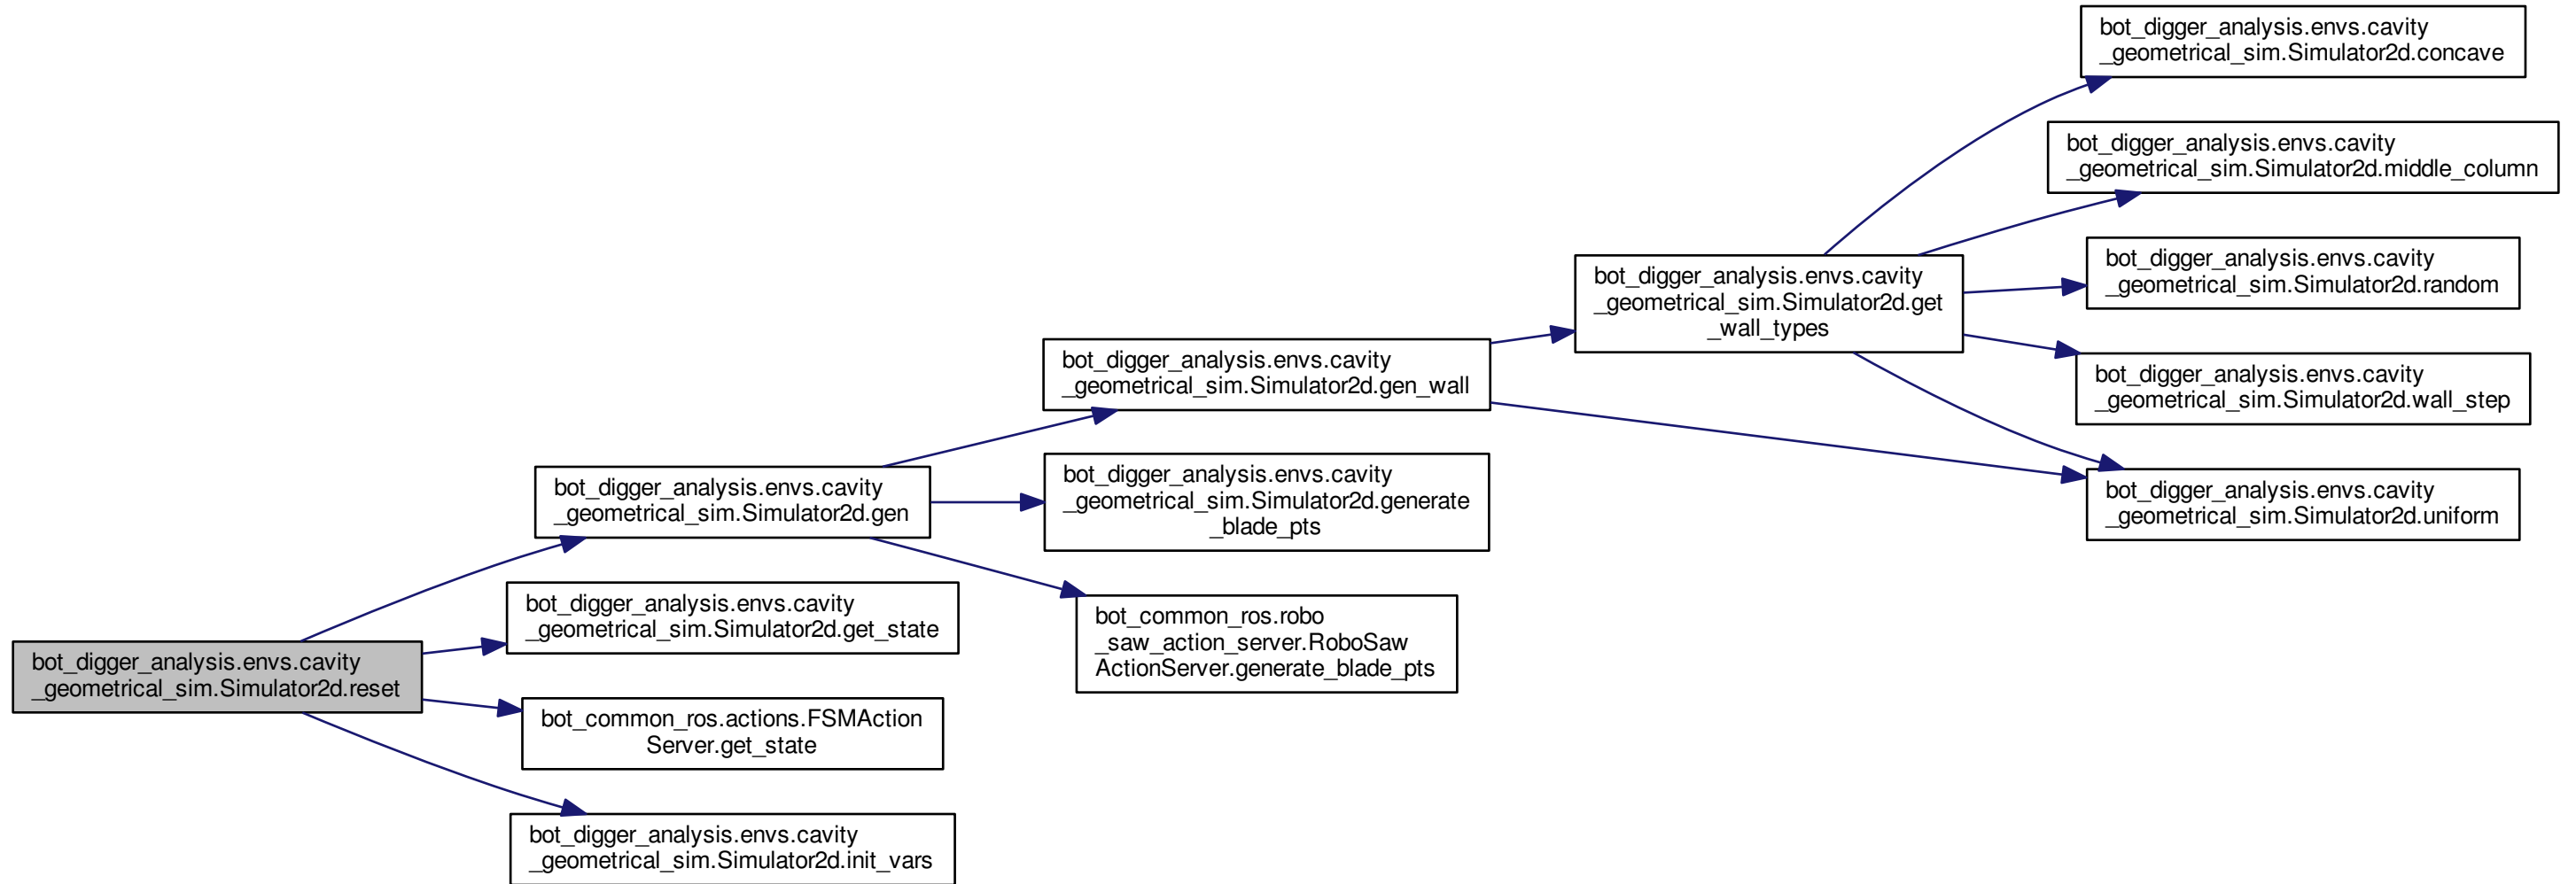 bot_digger_analysis.envs.cavity
_geometrical_sim.Simulator2d.reset
bot_digger_analysis.envs.cavity
_geometrical_sim.Simulator2d.gen
bot_digger_analysis.envs.cavity
_geometrical_sim.Simulator2d.get_state
bot_common_ros.actions.FSMAction
Server.get_state
bot_digger_analysis.envs.cavity
_geometrical_sim.Simulator2d.init_vars
bot_digger_analysis.envs.cavity
_geometrical_sim.Simulator2d.gen_wall
bot_digger_analysis.envs.cavity
_geometrical_sim.Simulator2d.generate
_blade_pts
bot_common_ros.robo
_saw_action_server.RoboSaw
ActionServer.generate_blade_pts
bot_digger_analysis.envs.cavity
_geometrical_sim.Simulator2d.get
_wall_types
bot_digger_analysis.envs.cavity
_geometrical_sim.Simulator2d.concave
bot_digger_analysis.envs.cavity
_geometrical_sim.Simulator2d.middle_column
bot_digger_analysis.envs.cavity
_geometrical_sim.Simulator2d.random
bot_digger_analysis.envs.cavity
_geometrical_sim.Simulator2d.wall_step
bot_digger_analysis.envs.cavity
_geometrical_sim.Simulator2d.uniform